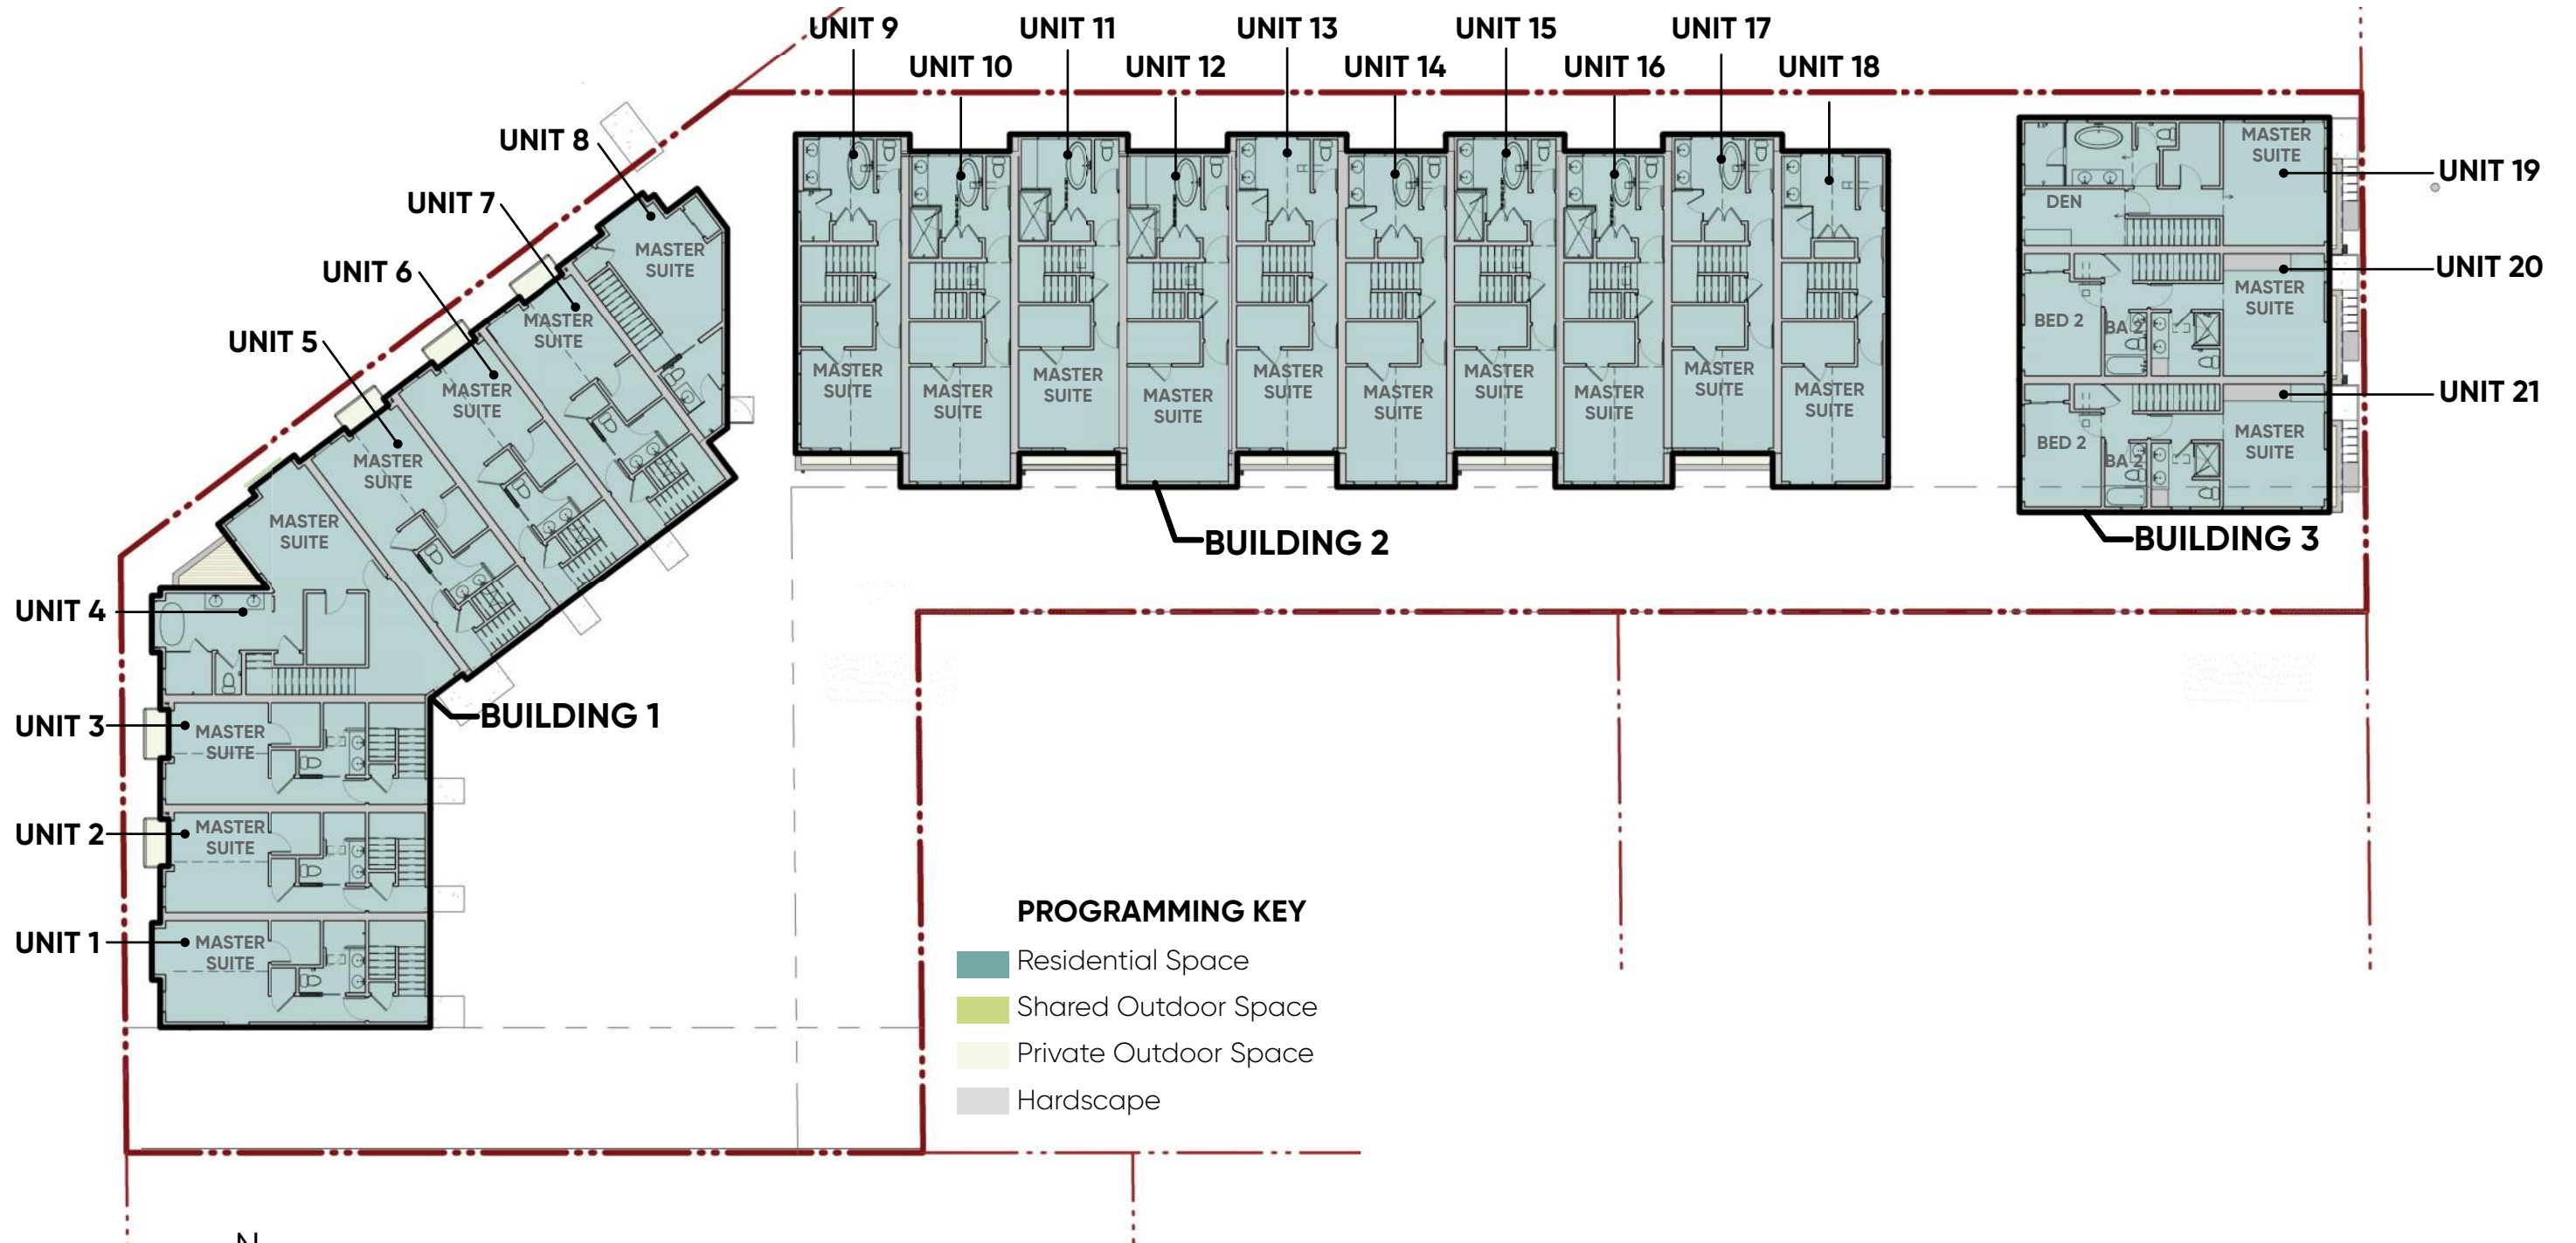 UNIT 9
UNIT 11
UNIT 13
UNIT 15
UNIT 17
UNIT 10
UNIT 12
UNIT 14
UNIT 16
UNIT 18
UNIT 8
UNIT 7
UNIT 6
UNIT 5
UNIT 4
UNIT 3
UNIT 2
UNIT 1
MASTER
SUITE
MASTER
SUITE
MASTER
SUITE
MASTER
SUITE
MASTER
SUITE
MASTER
SUITE
MASTER
SUITE
MASTER
SUITE
BUILDING 1
MASTER
SUITE
MASTER
SUITE
MASTER
SUITE
MASTER
SUITE
MASTER
SUITE
MASTER
SUITE
MASTER
SUITE
MASTER
SUITE
MASTER
SUITE
MASTER
SUITE
BUILDING 2
MASTER
SUITE
UNIT 19
DEN
UNIT 20
MASTER
SUITE
BED 2
BA 2
UNIT 21
MASTER
SUITE
BED 2
BA 2
BUILDING 3
PROGRAMMING KEY
Residential Space
Shared Outdoor Space
Private Outdoor Space
Hardscape
N